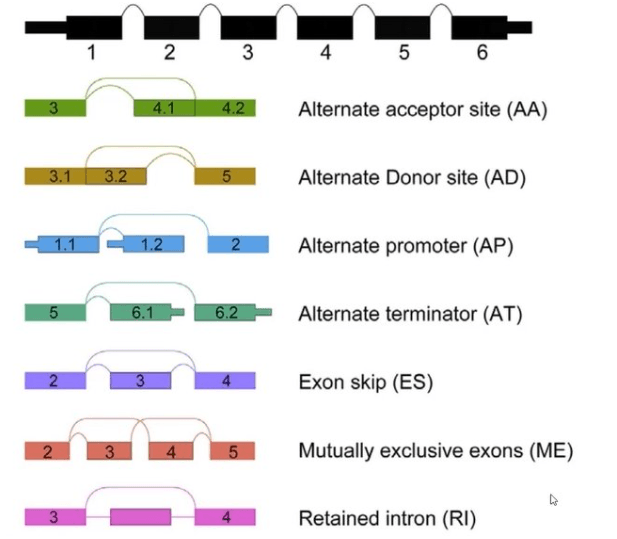 1 2 3 4 5 6
3 4.1 4.2 Alternate acceptor site (AA)
3.1 3.2 5 Alternate Donor site (AD)
1.1 1.2 2 Alternate promoter (AP)
5 6.1 6.2 Alternate terminator (AT)
2 3 4 Exon skip (ES)
2 3 4 5 Mutually exclusive exons (ME)
3 4 Retained intron (RI)